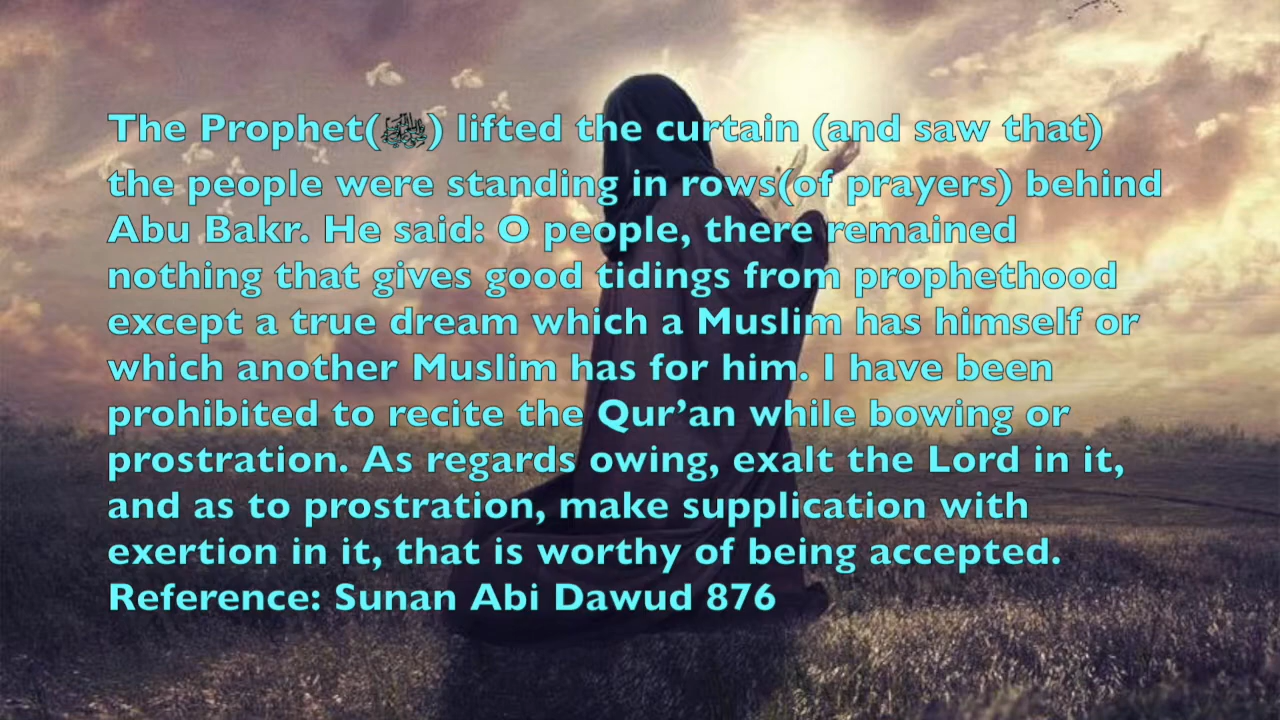 The Prophet(ﷺ) lifted the curtain (and saw that)
the people were standing in rows(of prayers) behind
Abu Bakr. He said: O people, there remained
nothing that gives good tidings from prophethood
except a true dream which a Muslim has himself or
which another Muslim has for him. I have been
prohibited to recite the Qur’an while bowing or
prostration. As regards owing, exalt the Lord in it,
and as to prostration, make supplication with
exertion in it, that is worthy of being accepted.
Reference: Sunan Abi Dawud 876